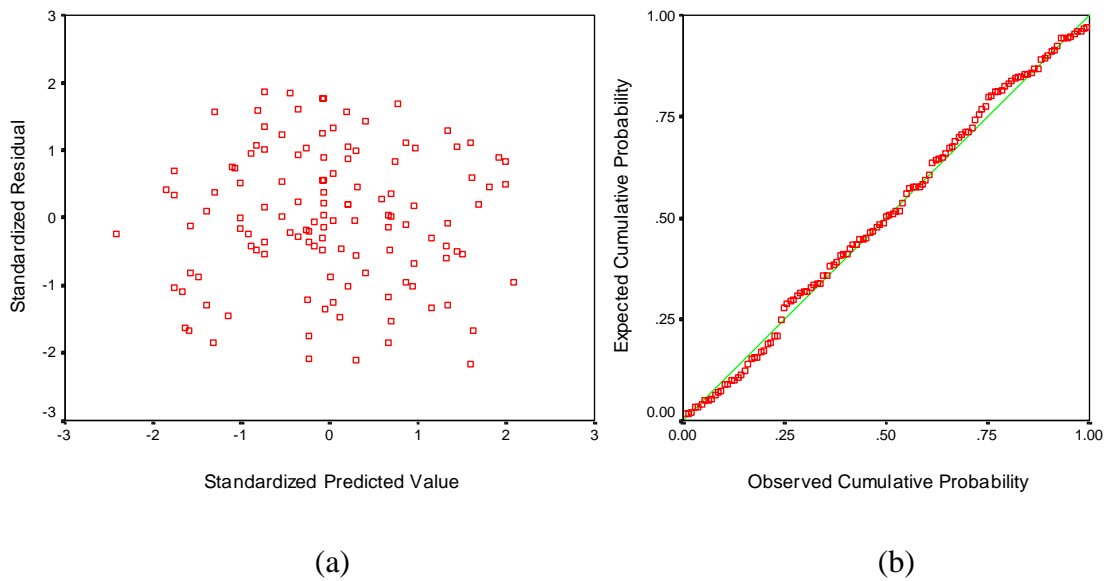 3
2
1
0
-1
-2
-3
-3 -2 -1 0 1 2 3
Standardized Residual
Standardized Predicted Value
(a)
1.00
.75
.50
.25
0.00
0.00 .25 .50 .75 1.00
Expected Cumulative Probability
Observed Cumulative Probability
(b)